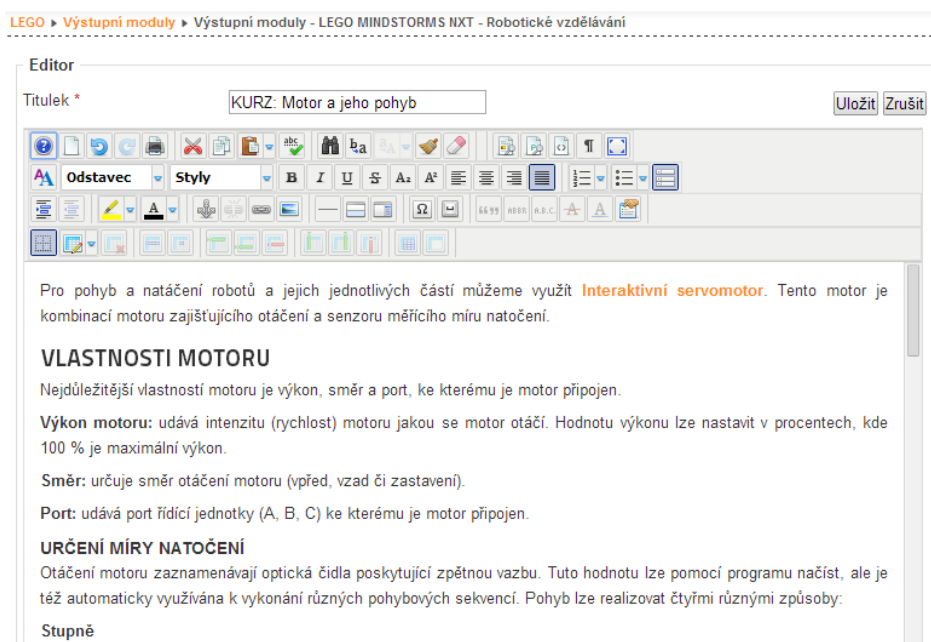 LEGO ▸ Výstupní moduly ▸ Výstupní moduly - LEGO MINDSTORMS NXT - Robotické vzdělávání
Editor
Titulek * KURZ: Motor a jeho pohyb Uložit Zrušit
Odstavec Styly B I U S A₂ A²
Pro pohyb a natáčení robotů a jejich jednotlivých částí můžeme využít Interaktivní servomotor. Tento motor je
kombinací motoru zajišťujícího otáčení a senzoru měřícího míru natočení.
VLASTNOSTI MOTORU
Nejdůležitější vlastností motoru je výkon, směr a port, ke kterému je motor připojen.
Výkon motoru: udává intenzitu (rychlost) motoru jakou se motor otáčí. Hodnotu výkonu lze nastavit v procentech, kde
100 % je maximální výkon.
Směr: určuje směr otáčení motoru (vpřed, vzad či zastavení).
Port: udává port řídící jednotky (A, B, C) ke kterému je motor připojen.
URČENÍ MÍRY NATOČENÍ
Otáčení motoru zaznamenávají optická čidla poskytující zpětnou vazbu. Tuto hodnotu lze pomocí programu načíst, ale je
též automaticky využívána k vykonání různých pohybových sekvencí. Pohyb lze realizovat čtyřmi různými způsoby:
Stupně